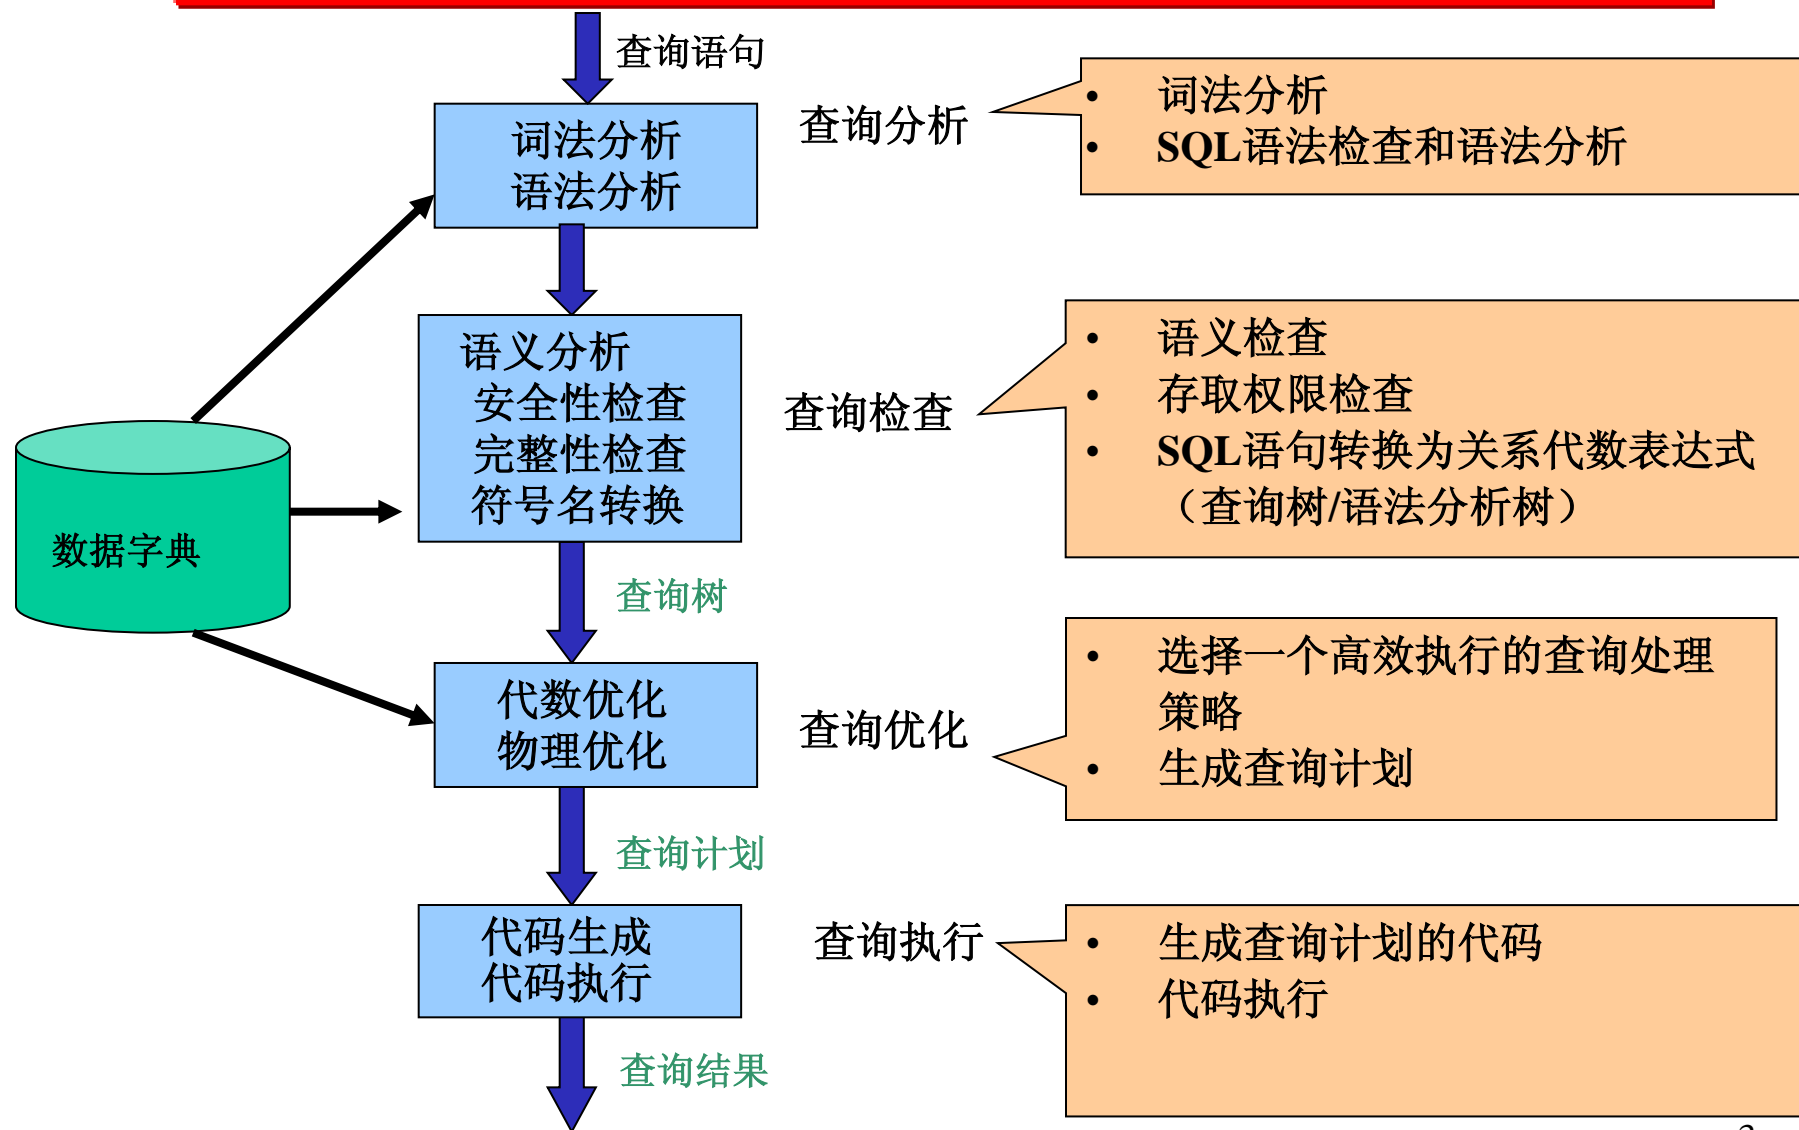 查询语句
词法分析
语法分析
查询分析
• 词法分析
• SQL语法检查和语法分析
语义分析
安全性检查
完整性检查
符号名转换
查询检查
• 语义检查
• 存取权限检查
• SQL语句转换为关系代数表达式
（查询树/语法分析树）
数据字典
查询树
代数优化
物理优化
查询优化
• 选择一个高效执行的查询处理
策略
• 生成查询计划
查询计划
代码生成
代码执行
查询执行
• 生成查询计划的代码
• 代码执行
查询结果